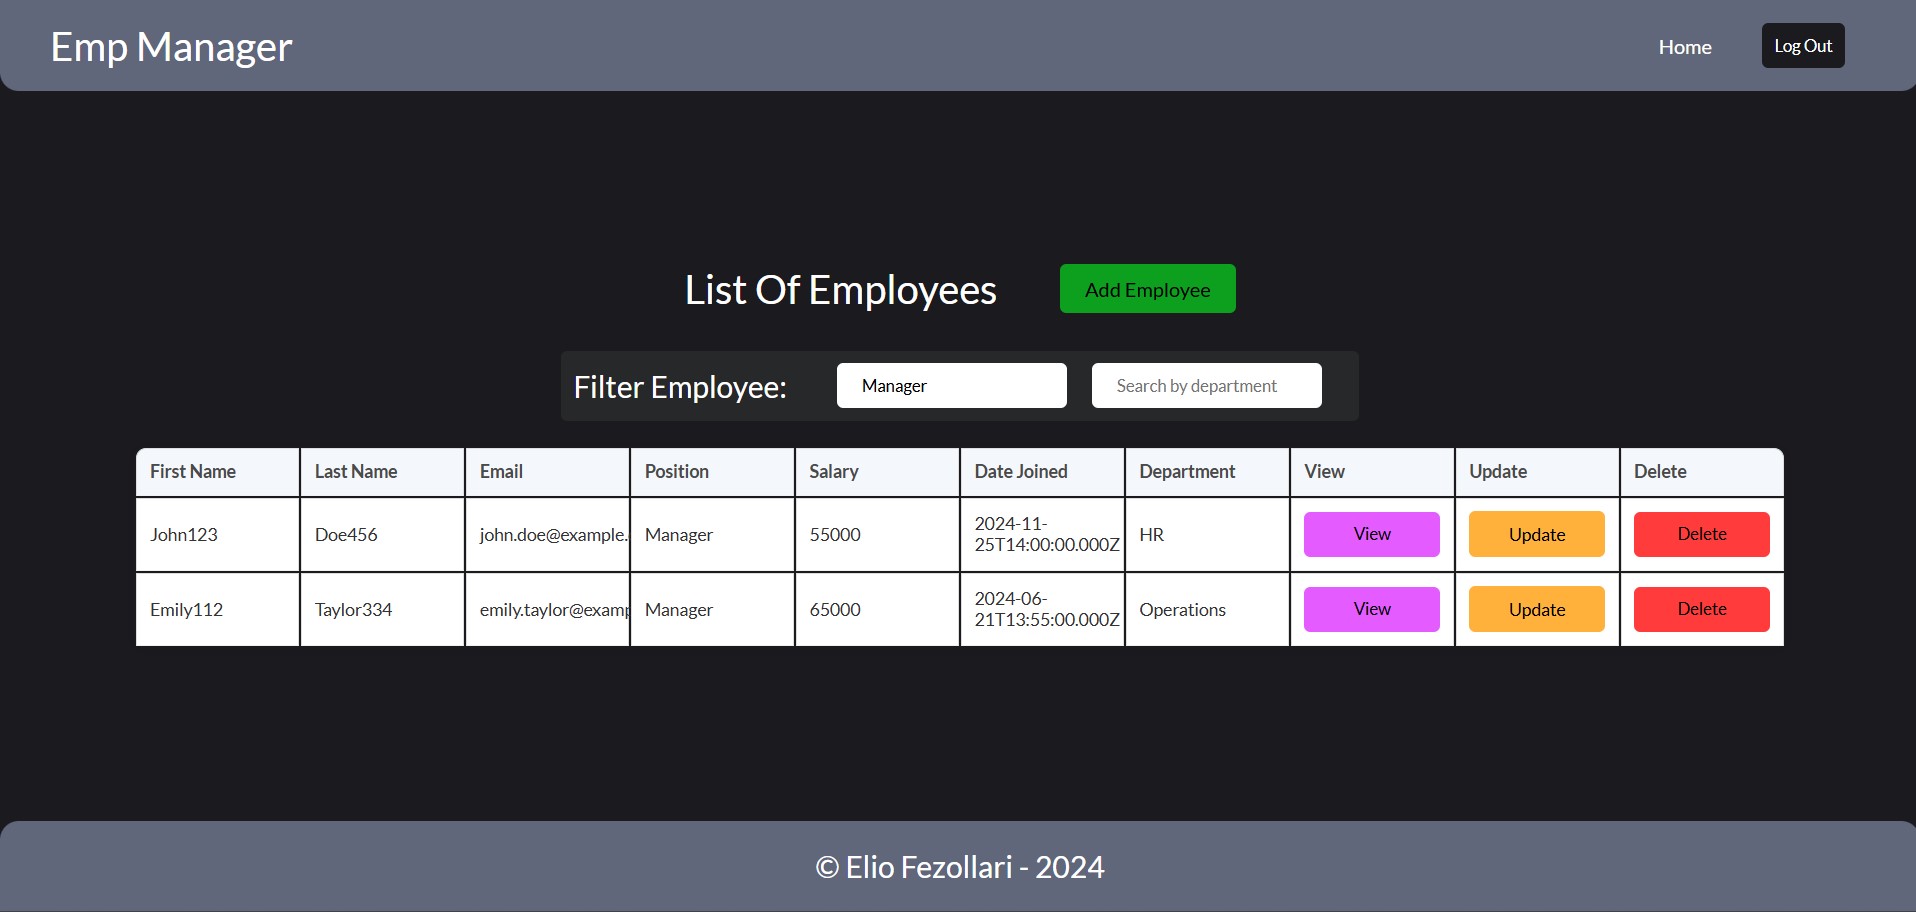 Emp Manager
Home
Log Out
List Of Employees
Add Employee
Filter Employee:
Manager
Search by department
First Name Last Name Email Position Salary Date Joined Department View Update Delete
John123 Doe456 john.doe@example. Manager 55000 2024-11-
25T14:00:00.000Z HR View Update Delete
Emily112 Taylor334 emily.taylor@examp Manager 65000 2024-06-
21T13:55:00.000Z Operations View Update Delete
© Elio Fezollari - 2024